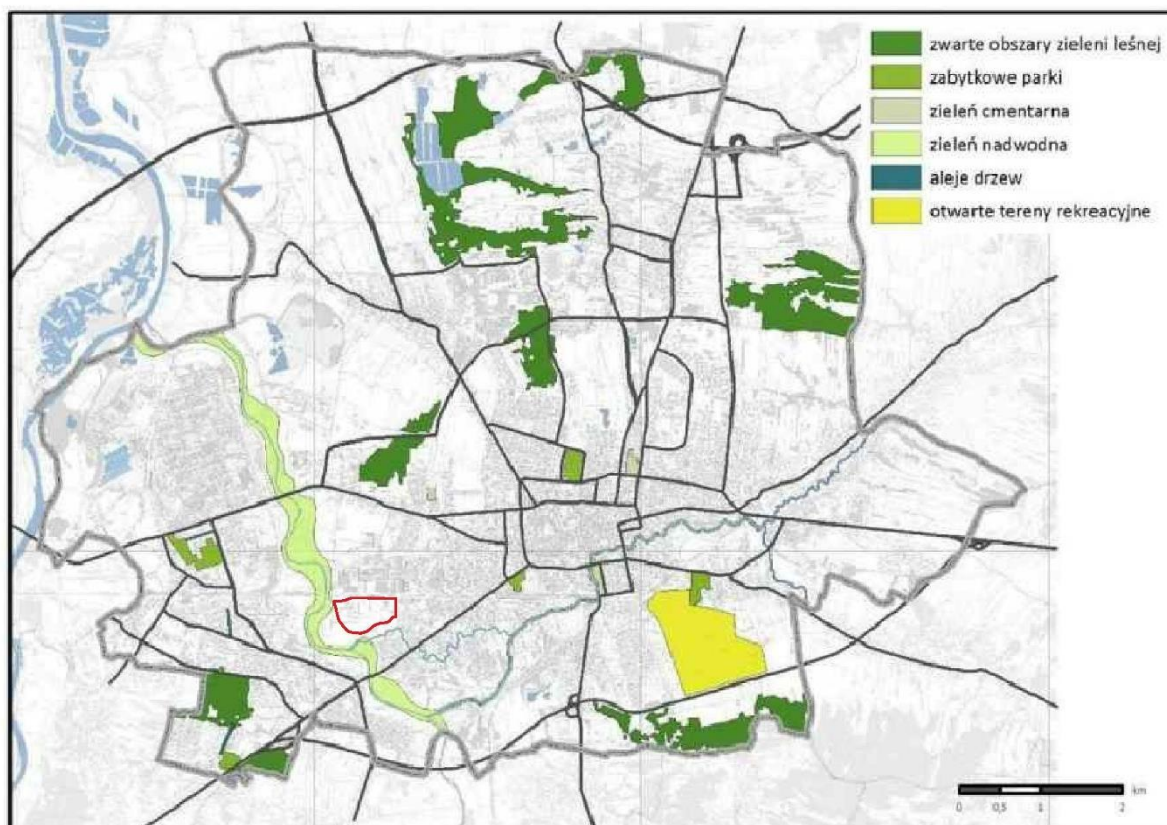 zwarte obszary zieleni leśnej
zabytkowe parki
zieleń cmentarna
zieleń nadwodna
aleje drzew
otwarte tereny rekreacyjne
km
0 0,5 1 2